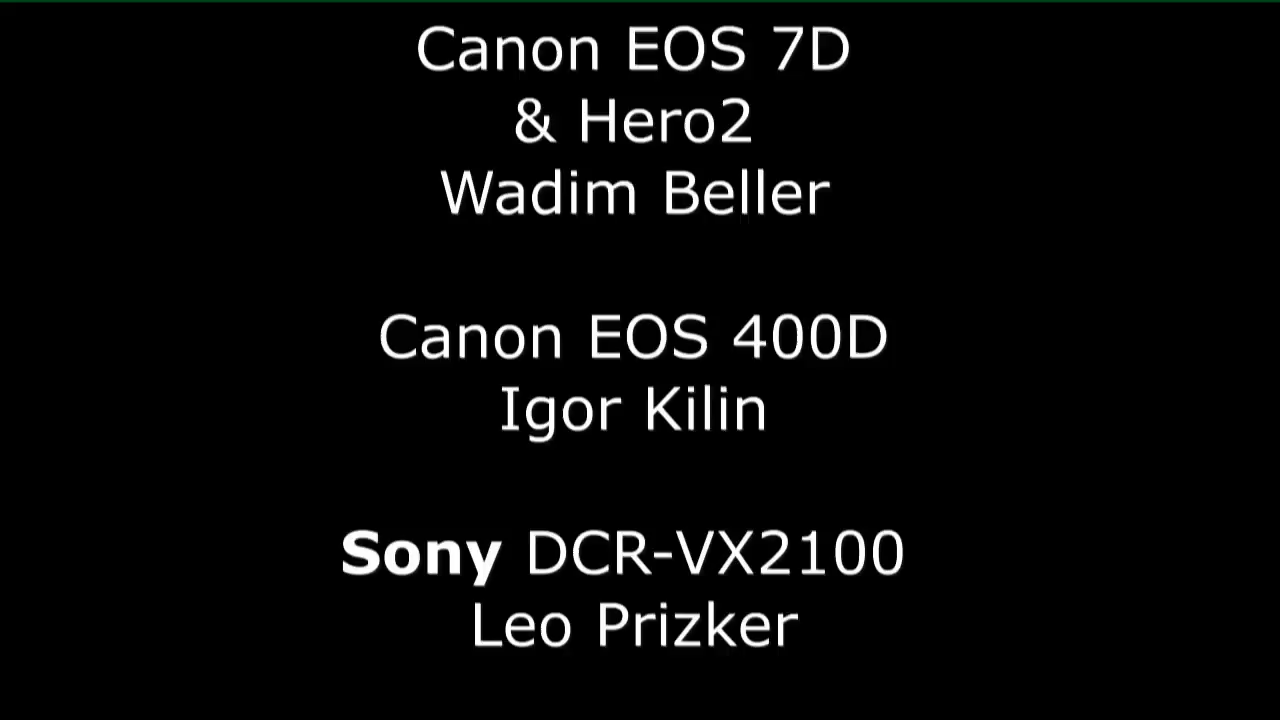 Canon EOS 7D
& Hero2
Wadim Beller
Canon EOS 400D
Igor Kilin
Sony DCR-VX2100
Leo Prizker